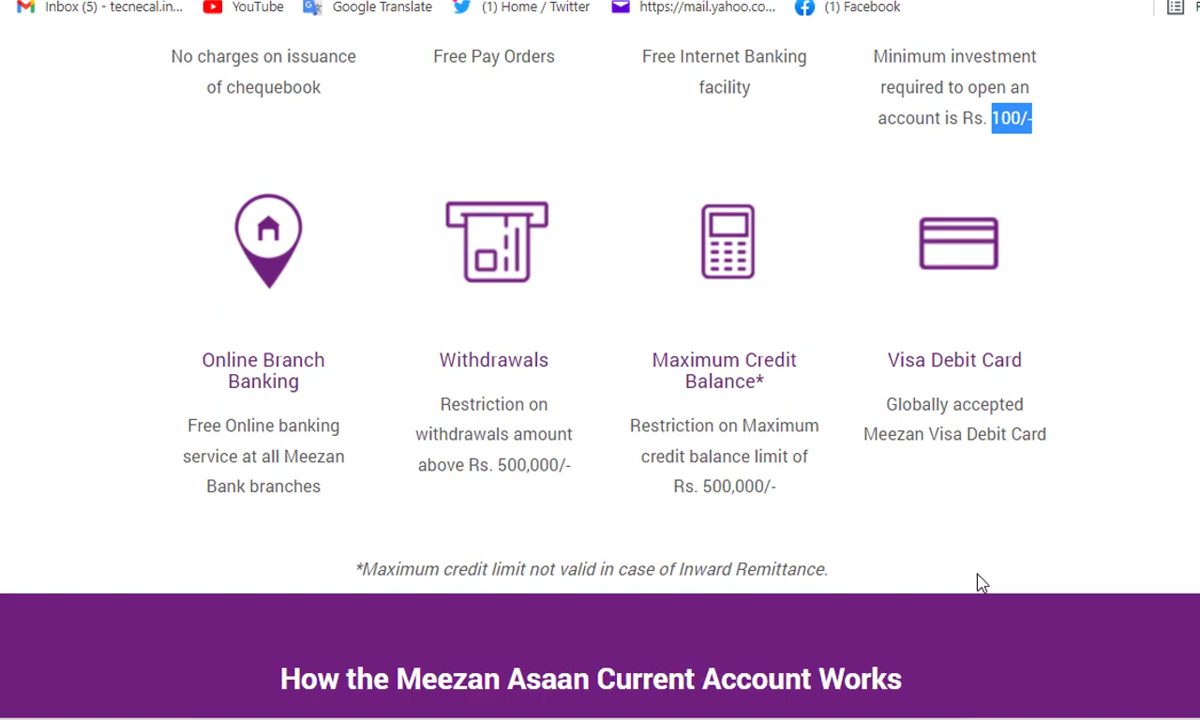 Inbox (5) - tecnecal.in...
YouTube
Google Translate
(1) Home / Twitter
https://mail.yahoo.co...
(1) Facebook
No charges on issuance
of chequebook
Free Pay Orders
Free Internet Banking
facility
Minimum investment
required to open an
account is Rs. 100/-
Online Branch
Banking
Free Online banking
service at all Meezan
Bank branches
Withdrawals
Restriction on
withdrawals amount
above Rs. 500,000/-
Maximum Credit
Balance*
Restriction on Maximum
credit balance limit of
Rs. 500,000/-
Visa Debit Card
Globally accepted
Meezan Visa Debit Card
*Maximum credit limit not valid in case of Inward Remittance.
How the Meezan Asaan Current Account Works